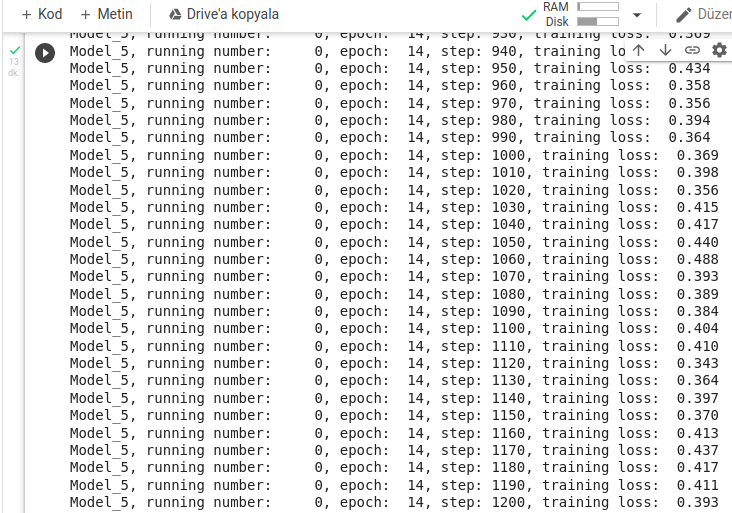 + Kod + Metin Drive'a kopyala RAM Disk Düzen
Model_5, running number: 0, epoch: 14, step: 930, training loss: 0.369
Model_5, running number: 0, epoch: 14, step: 940, training lo
13 dk. Model_5, running number: 0, epoch: 14, step: 950, training loss: 0.434
Model_5, running number: 0, epoch: 14, step: 960, training loss: 0.358
Model_5, running number: 0, epoch: 14, step: 970, training loss: 0.356
Model_5, running number: 0, epoch: 14, step: 980, training loss: 0.394
Model_5, running number: 0, epoch: 14, step: 990, training loss: 0.364
Model_5, running number: 0, epoch: 14, step: 1000, training loss: 0.369
Model_5, running number: 0, epoch: 14, step: 1010, training loss: 0.398
Model_5, running number: 0, epoch: 14, step: 1020, training loss: 0.356
Model_5, running number: 0, epoch: 14, step: 1030, training loss: 0.415
Model_5, running number: 0, epoch: 14, step: 1040, training loss: 0.417
Model_5, running number: 0, epoch: 14, step: 1050, training loss: 0.440
Model_5, running number: 0, epoch: 14, step: 1060, training loss: 0.488
Model_5, running number: 0, epoch: 14, step: 1070, training loss: 0.393
Model_5, running number: 0, epoch: 14, step: 1080, training loss: 0.389
Model_5, running number: 0, epoch: 14, step: 1090, training loss: 0.384
Model_5, running number: 0, epoch: 14, step: 1100, training loss: 0.404
Model_5, running number: 0, epoch: 14, step: 1110, training loss: 0.410
Model_5, running number: 0, epoch: 14, step: 1120, training loss: 0.343
Model_5, running number: 0, epoch: 14, step: 1130, training loss: 0.364
Model_5, running number: 0, epoch: 14, step: 1140, training loss: 0.397
Model_5, running number: 0, epoch: 14, step: 1150, training loss: 0.370
Model_5, running number: 0, epoch: 14, step: 1160, training loss: 0.413
Model_5, running number: 0, epoch: 14, step: 1170, training loss: 0.437
Model_5, running number: 0, epoch: 14, step: 1180, training loss: 0.417
Model_5, running number: 0, epoch: 14, step: 1190, training loss: 0.411
Model_5, running number: 0, epoch: 14, step: 1200, training loss: 0.393